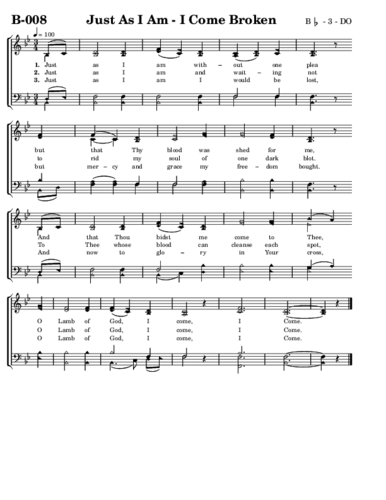 B-008 Just As I Am - I Come Broken B♭ - 3 - DO
♩ = 100
1. Just as I am with– out one plea
2. Just as I am and wait– ing not
3. Just as I am I would be lost,
but that Thy blood was shed for me,
to rid my soul of one dark blot.
but mer– cy and grace my free– dom bought.
And that Thou bidst me come to Thee,
To Thee whose blood can cleanse each spot,
And now to glo– ry in Your cross,
O Lamb of God, I come, I Come.
O Lamb of God, I come, I Come.
O Lamb of God, I come, I Come.